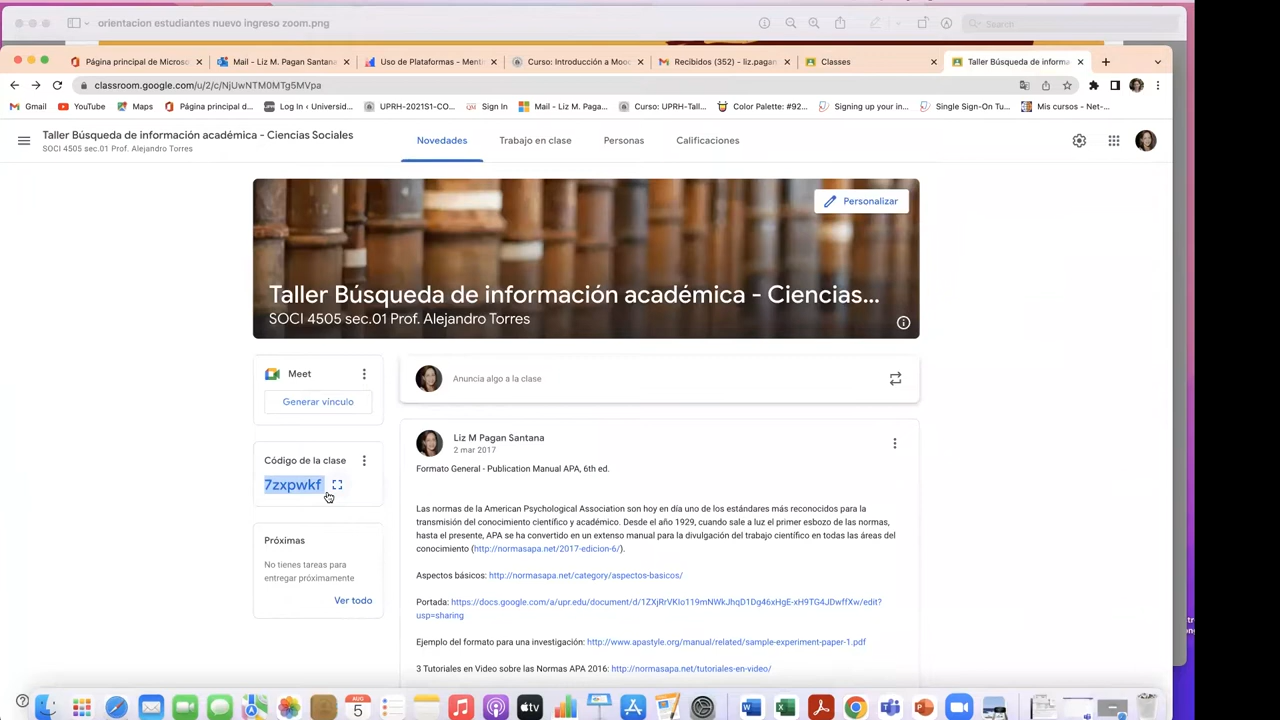 orientacion estudiantes nuevo ingreso zoom.png
Search
Página principal de Micros
Mail - Liz M. Pagan Santana
Uso de Plataformas - Ment
Curso: Introducción a Mood
Recibidos (352) - liz.pagan
Classes
Taller Búsqueda de informa
classroom.google.com/u/2/c/NjUwNTM0MTg5MVpa
Gmail
YouTube
Maps
Página principal d...
Log In ‹ Universid...
UPRH-2021S1-CO...
Sign In
Mail - Liz M. Paga...
Curso: UPRH-Tall...
Color Palette: #92...
Signing up your in...
Single Sign-On Tu...
Mis cursos - Net-...
Taller Búsqueda de información académica - Ciencias Sociales
SOCI 4505 sec.01 Prof. Alejandro Torres
Novedades
Trabajo en clase
Personas
Calificaciones
Personalizar
Taller Búsqueda de información académica - Ciencias...
SOCI 4505 sec.01 Prof. Alejandro Torres
Meet
Generar vínculo
Código de la clase
7zxpwkf
Próximas
No tienes tareas para
entregar próximamente
Ver todo
Anuncia algo a la clase
Liz M Pagan Santana
2 mar 2017
Formato General - Publication Manual APA, 6th ed.
Las normas de la American Psychological Association son hoy en día uno de los estándares más reconocidos para la
transmisión del conocimiento científico y académico. Desde el año 1929, cuando sale a luz el primer esbozo de las normas,
hasta el presente, APA se ha convertido en un extenso manual para la divulgación del trabajo científico en todas las áreas del
conocimiento (http://normasapa.net/2017-edicion-6/).
Aspectos básicos: http://normasapa.net/category/aspectos-basicos/
Portada: https://docs.google.com/a/upr.edu/document/d/1ZXjRrVKIo119mNWkJhqD1Dg46xHgE-xH9TG4JDwffXw/edit?
usp=sharing
Ejemplo del formato para una investigación: http://www.apastyle.org/manual/related/sample-experiment-paper-1.pdf
3 Tutoriales en Video sobre las Normas APA 2016: http://normasapa.net/tutoriales-en-video/
AUG
5
tv